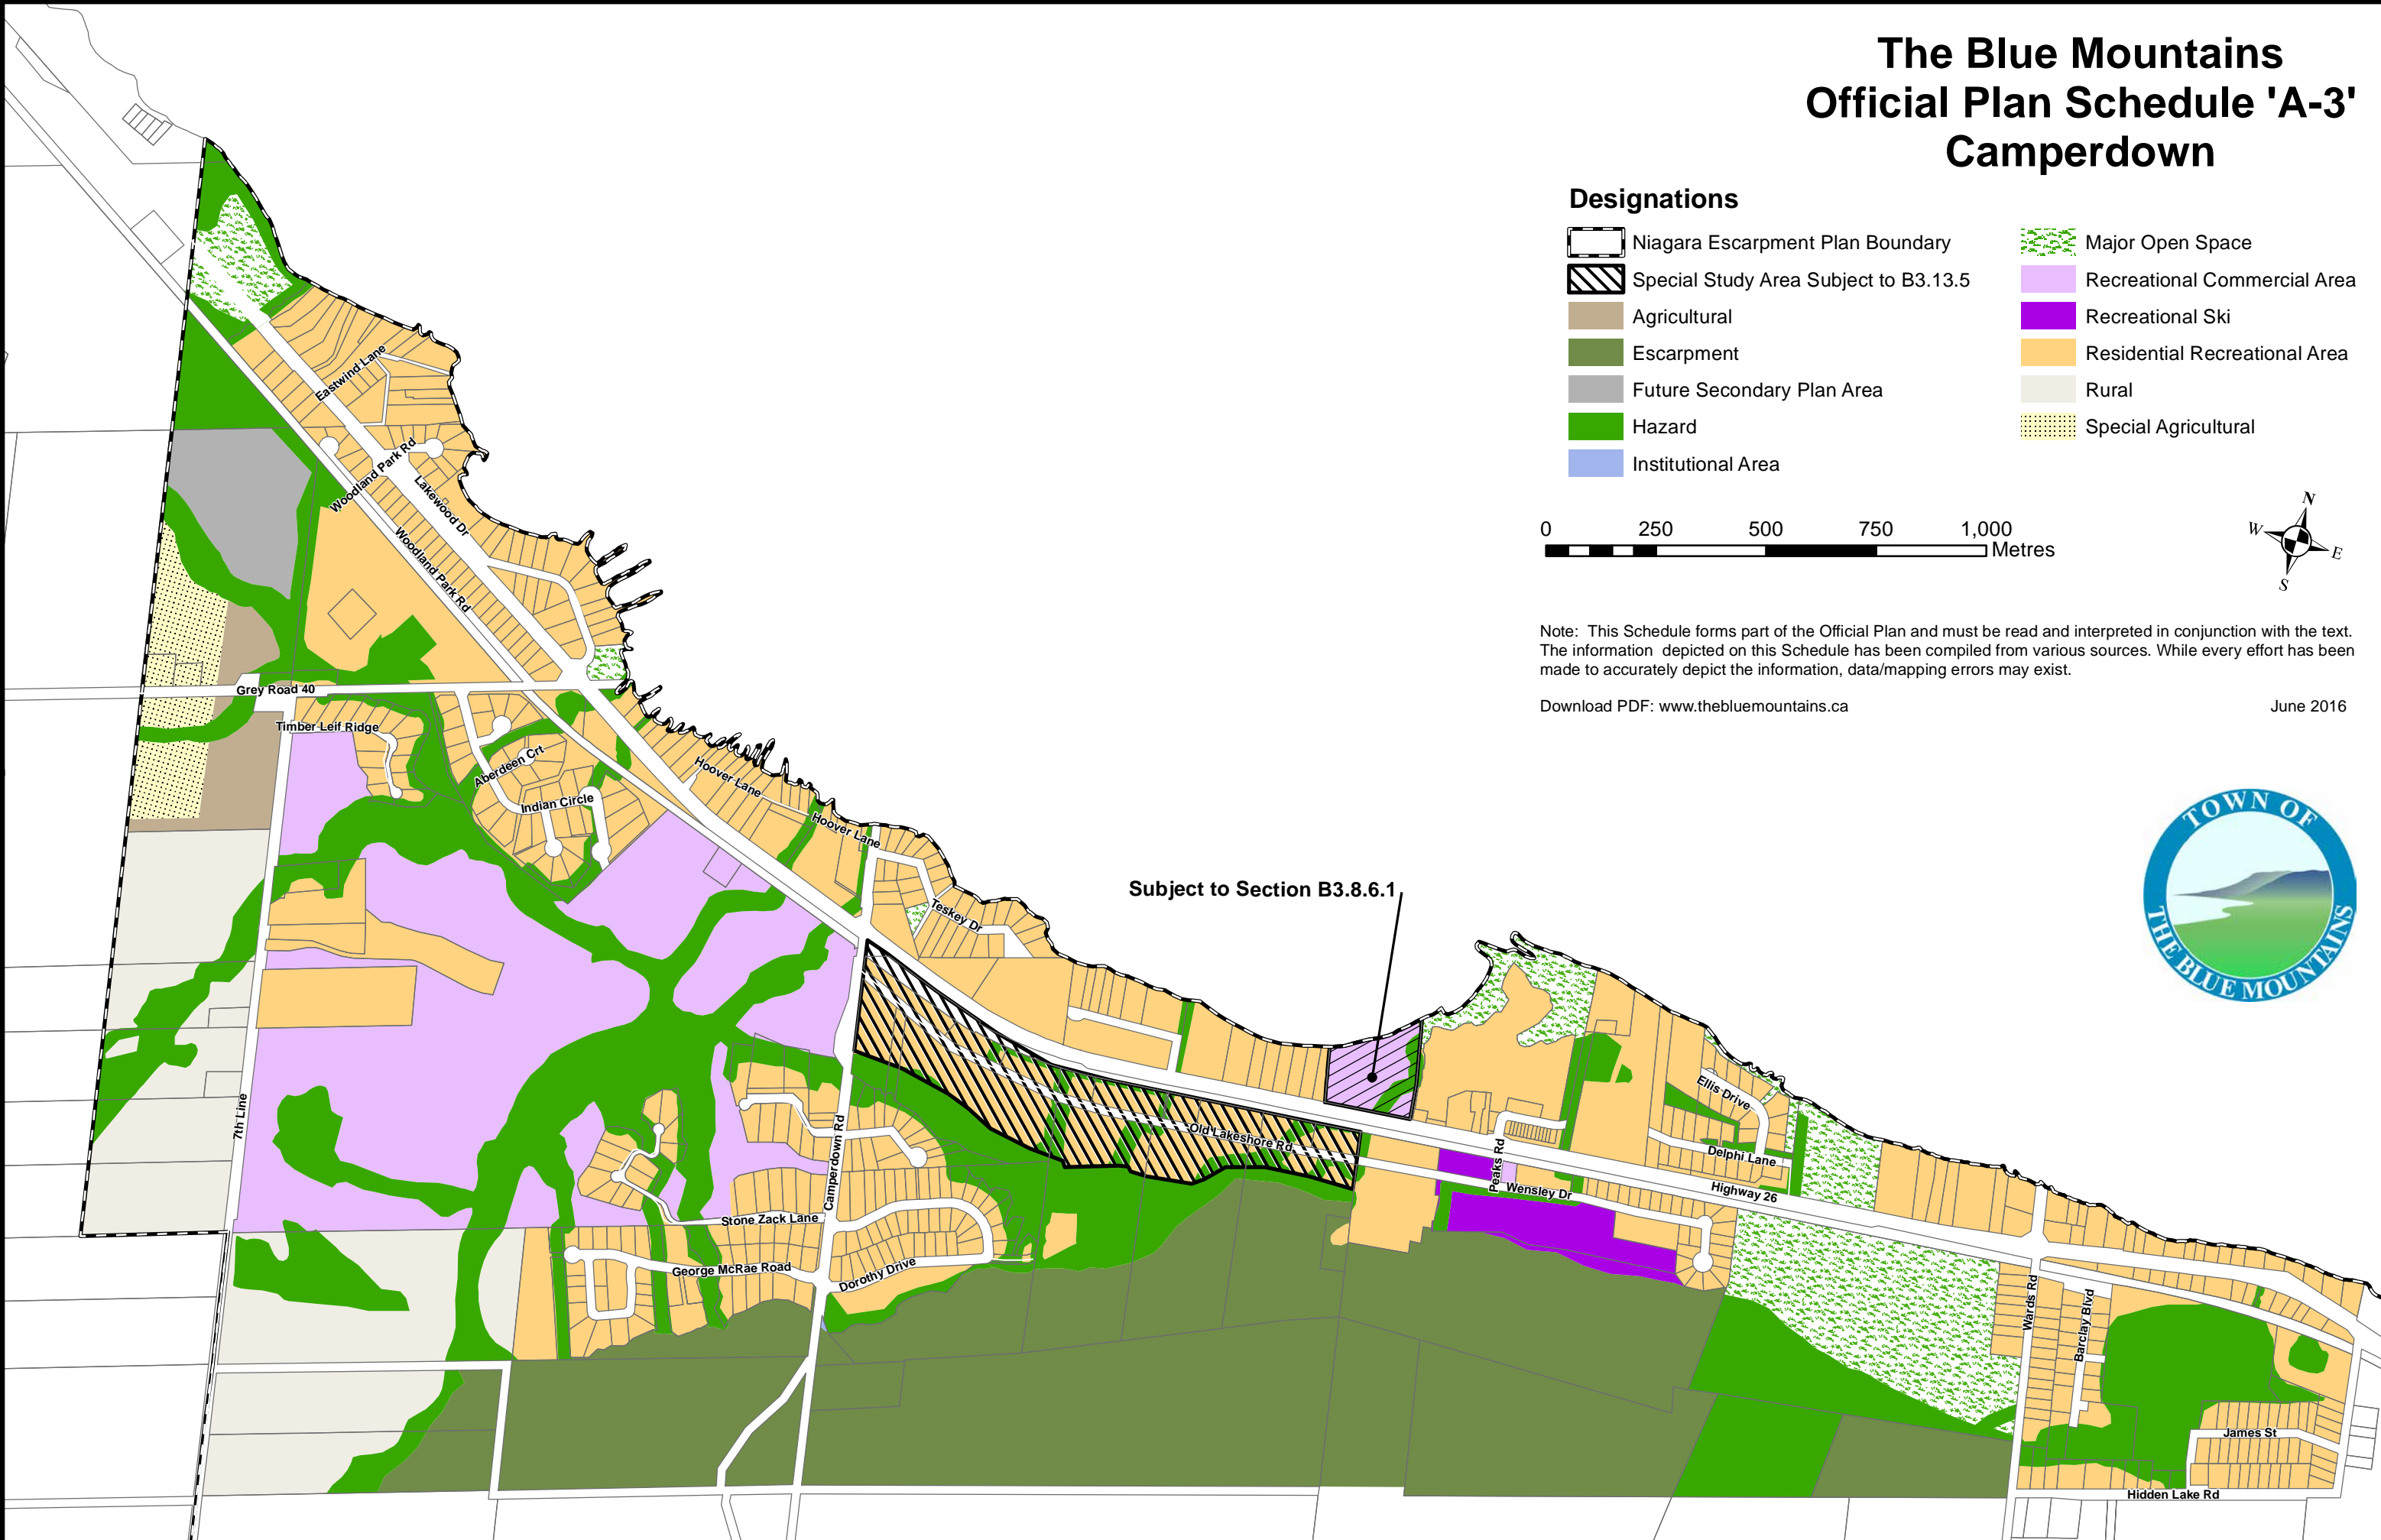 The Blue Mountains
Official Plan Schedule 'A-3'
Camperdown
Designations
Niagara Escarpment Plan Boundary
Special Study Area Subject to B3.13.5
Agricultural
Escarpment
Future Secondary Plan Area
Hazard
Institutional Area
Major Open Space
Recreational Commercial Area
Recreational Ski
Residential Recreational Area
Rural
Special Agricultural
0 250 500 750 1,000
Metres
N
W
E
S
Note: This Schedule forms part of the Official Plan and must be read and interpreted in conjunction with the text.
The information depicted on this Schedule has been compiled from various sources. While every effort has been
made to accurately depict the information, data/mapping errors may exist.
Download PDF: www.thebluemountains.ca
June 2016
TOWN OF
THE BLUE MOUNTAINS
Eastwind Lane
Woodland Park Rd
Lakewood Dr
Woodland Park Rd
Grey Road 40
Timber Leif Ridge
Aberdeen Crt
Indian Circle
Hoover Lane
Hoover Lane
Teskey Dr
Subject to Section B3.8.6.1
7th Line
Camperdown Rd
Old Lakeshore Rd
Peaks Rd
Wensley Dr
Ellis Drive
Delphi Lane
Highway 26
Stone Zack Lane
George McRae Road
Dorothy Drive
Wards Rd
Barclay Blvd
James St
Hidden Lake Rd